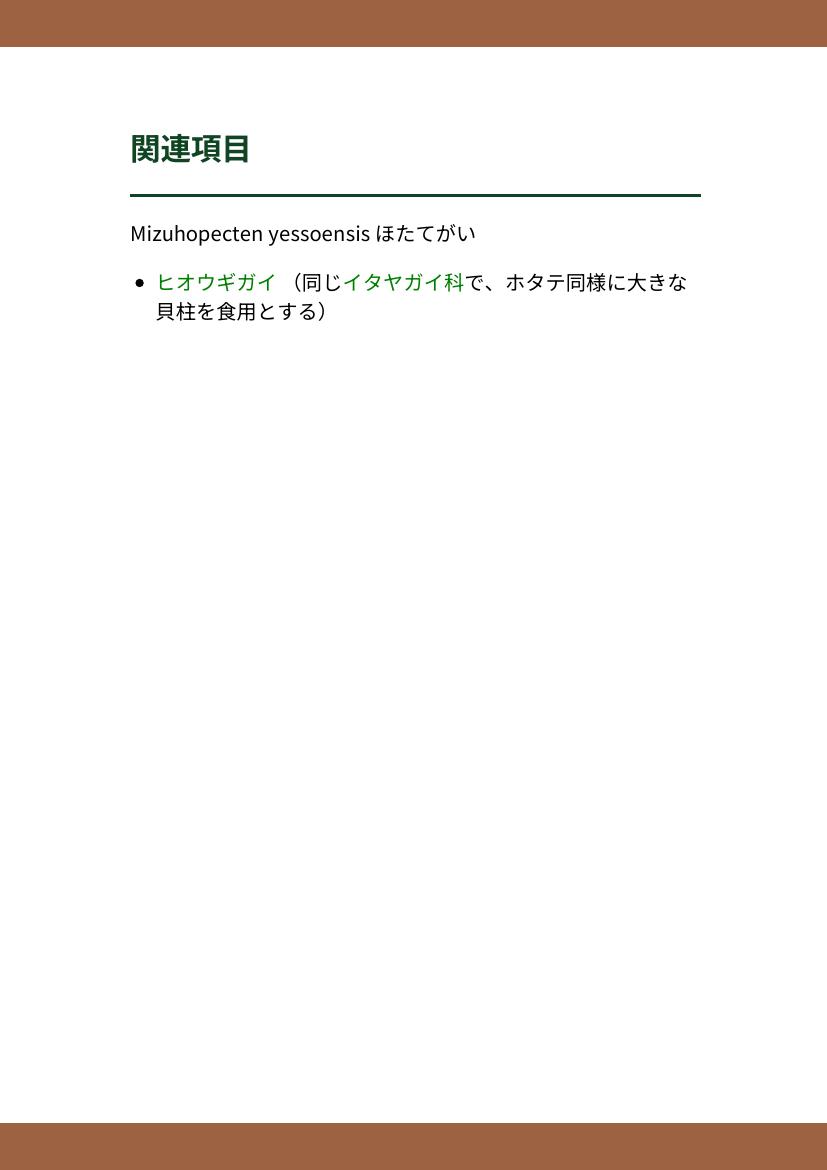 関連項目
Mizuhopecten yessoensis ほたてがい
• ヒオウギガイ （同じイタヤガイ科で、ホタテ同様に大きな
貝柱を食用とする）